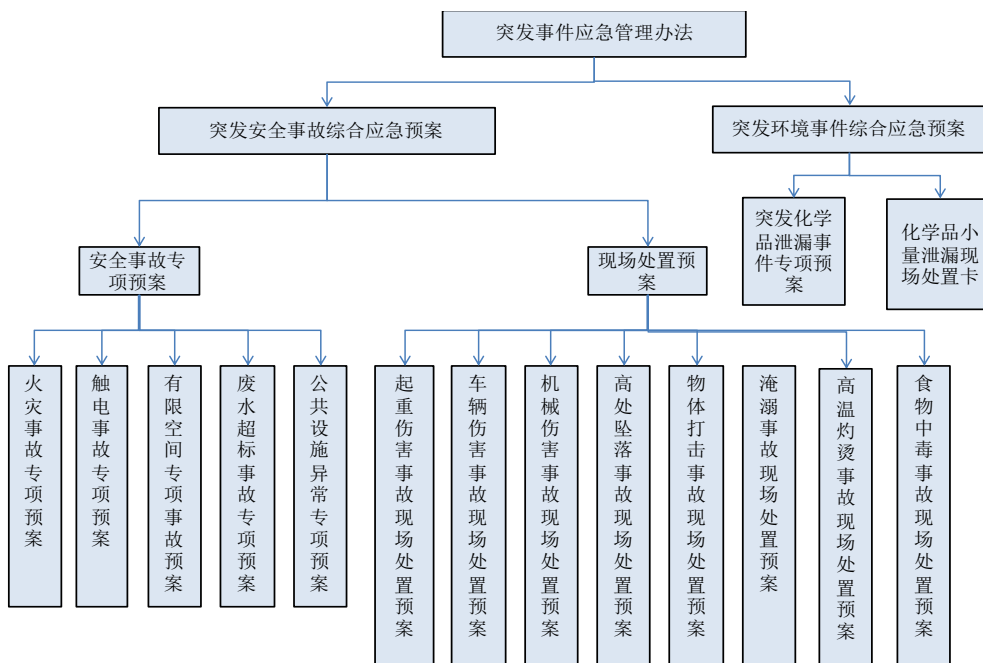 突发事件应急管理办法
突发安全事故综合应急预案
突发环境事件综合应急预案
突发化学
品泄漏事
件专项预
案
化学品小
量泄漏现
场处置卡
安全事故专
项预案
现场处置预
案
火灾事故专项预案
触电事故专项预案
有限空间专项事故预案
废水超标事故专项预案
公共设施异常专项预案
起重伤害事故现场处置预案
车辆伤害事故现场处置预案
机械伤害事故现场处置预案
高处坠落事故现场处置预案
物体打击事故现场处置预案
淹溺事故现场处置预案
高温灼烫事故现场处置预案
食物中毒事故现场处置预案